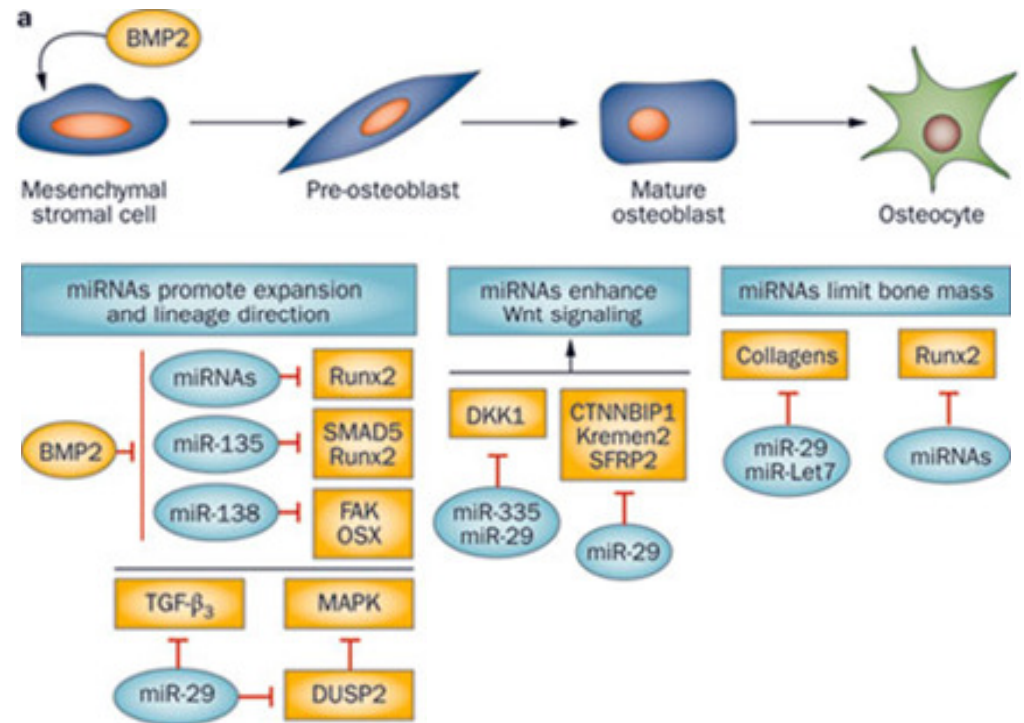 a
BMP2
Mesenchymal
stromal cell
Pre-osteoblast
Mature
osteoblast
Osteocyte
miRNAs promote expansion
and lineage direction
miRNAs
Runx2
BMP2
miR-135
SMAD5
Runx2
miR-138
FAK
OSX
TGF-β₃
MAPK
miR-29
DUSP2
miRNAs enhance
Wnt signaling
DKK1
CTNNBIP1
Kremen2
SFRP2
miR-335
miR-29
miR-29
miRNAs limit bone mass
Collagens
Runx2
miR-29
miR-Let7
miRNAs